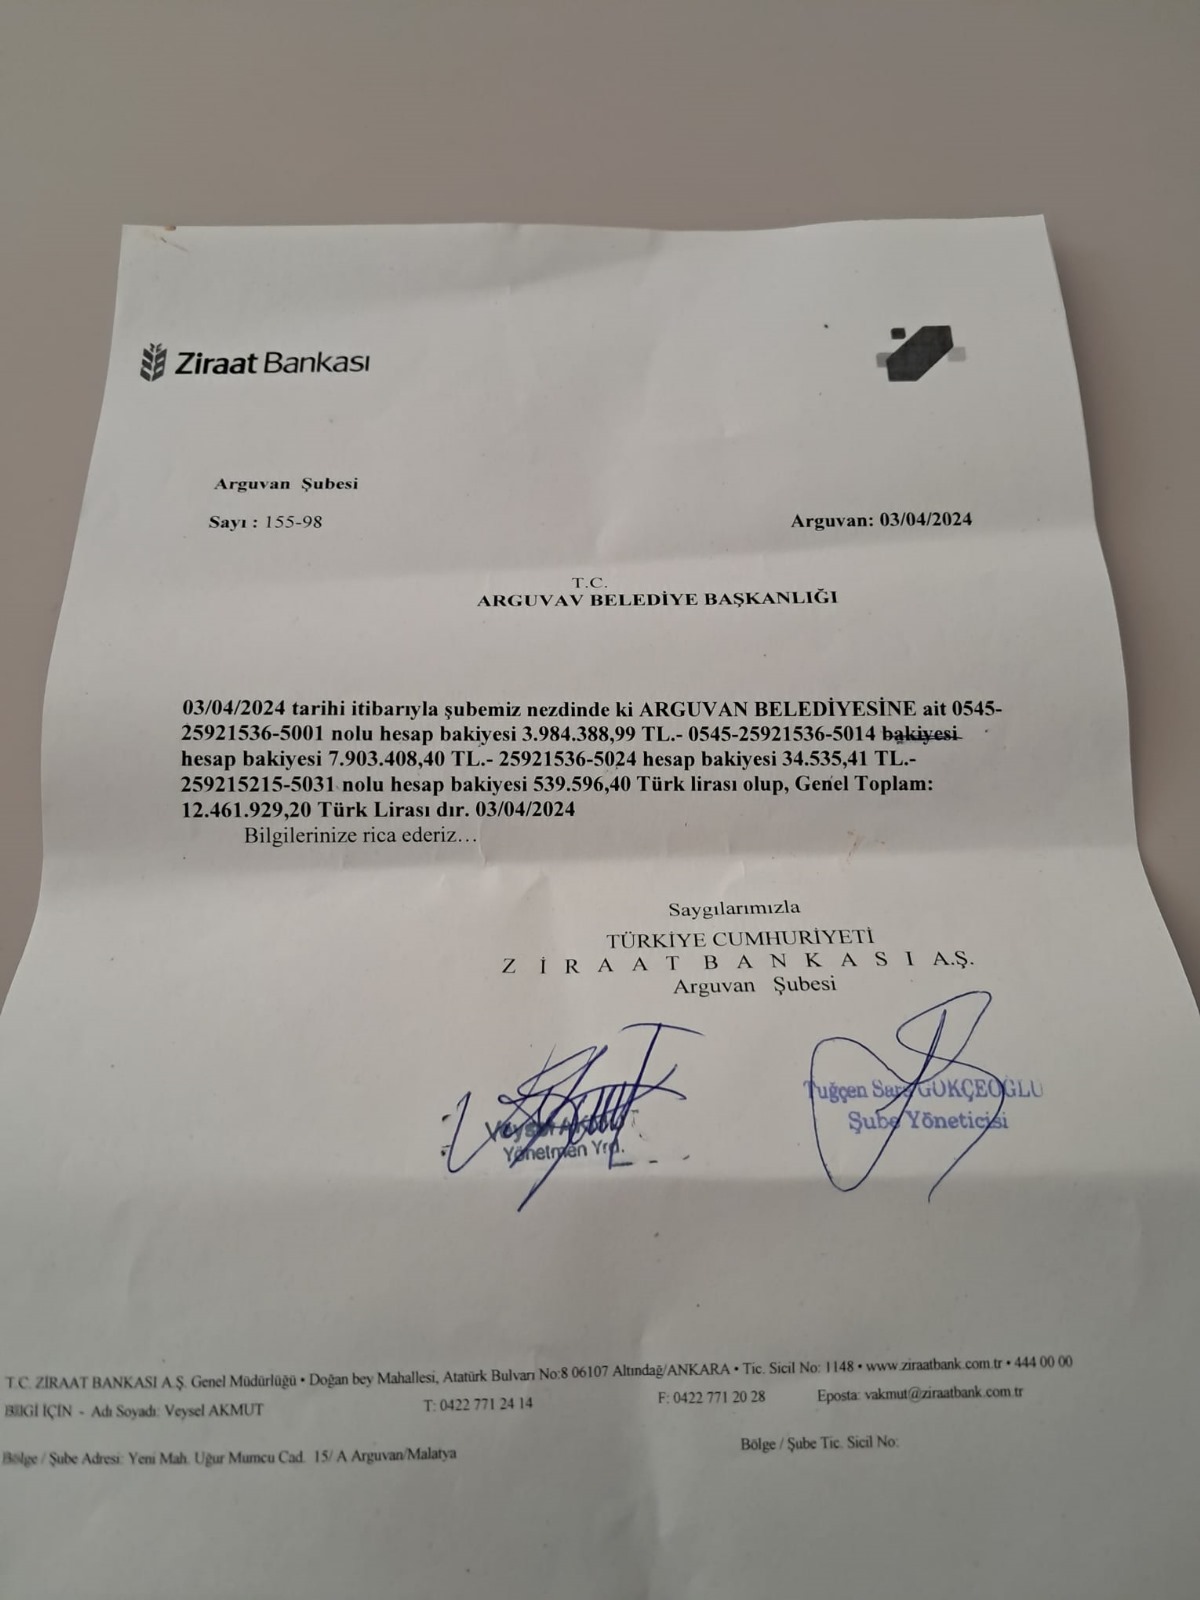 Ziraat Bankası
Arguvan Şubesi
Sayı : 155-98
Arguvan: 03/04/2024
T.C.
ARGUVAV BELEDİYE BAŞKANLIĞI
03/04/2024 tarihi itibarıyla şubemiz nezdinde ki ARGUVAN BELEDİYESİNE ait 0545-
25921536-5001 nolu hesap bakiyesi 3.984.388,99 TL.- 0545-25921536-5014 bakiyesi
hesap bakiyesi 7.903.408,40 TL.- 25921536-5024 hesap bakiyesi 34.535,41 TL.-
259215215-5031 nolu hesap bakiyesi 539.596,40 Türk lirası olup, Genel Toplam:
12.461.929,20 Türk Lirası dır. 03/04/2024
Bilgilerinize rica ederiz…
Saygılarımızla
TÜRKİYE CUMHURİYETİ
Z İ R A A T B A N K A S I A.Ş.
Arguvan Şubesi
Veysel
Yönetmen Yrd.
Tuğçen Sara GÖKÇEOĞLU
Şube Yöneticisi
T.C. ZİRAAT BANKASI A.Ş. Genel Müdürlüğü • Doğan bey Mahallesi, Atatürk Bulvarı No:8 06107 Altındağ/ANKARA • Tic. Sicil No: 1148 • www.ziraatbank.com.tr • 444 00 00
BİLGİ İÇİN - Adı Soyadı: Veysel AKMUT T: 0422 771 24 14 F: 0422 771 20 28 Eposta: vakmut@ziraatbank.com.tr
Bölge / Şube Adresi: Yeni Mah. Uğur Mumcu Cad. 15/ A Arguvan/Malatya Bölge / Şube Tic. Sicil No: